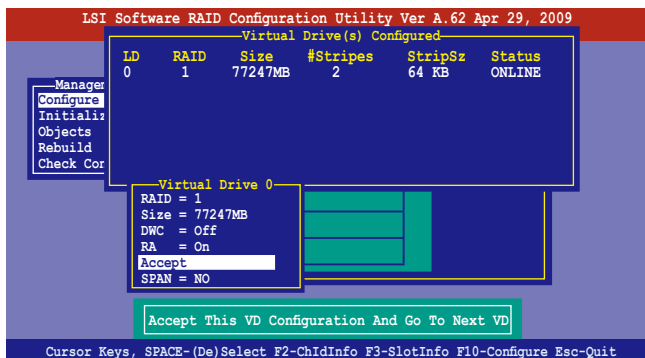 LSI Software RAID Configuration Utility Ver A.62 Apr 29, 2009
Virtual Drive(s) Configured
LD RAID Size #Stripes StripSz Status
0 1 77247MB 2 64 KB ONLINE
Managem
Configure
Initializ
Objects
Rebuild
Check Con
Virtual Drive 0
RAID = 1
Size = 77247MB
DWC = Off
RA = On
Accept
SPAN = NO
Accept This VD Configuration And Go To Next VD
Cursor Keys, SPACE-(De)Select F2-ChIdInfo F3-SlotInfo F10-Configure Esc-Quit